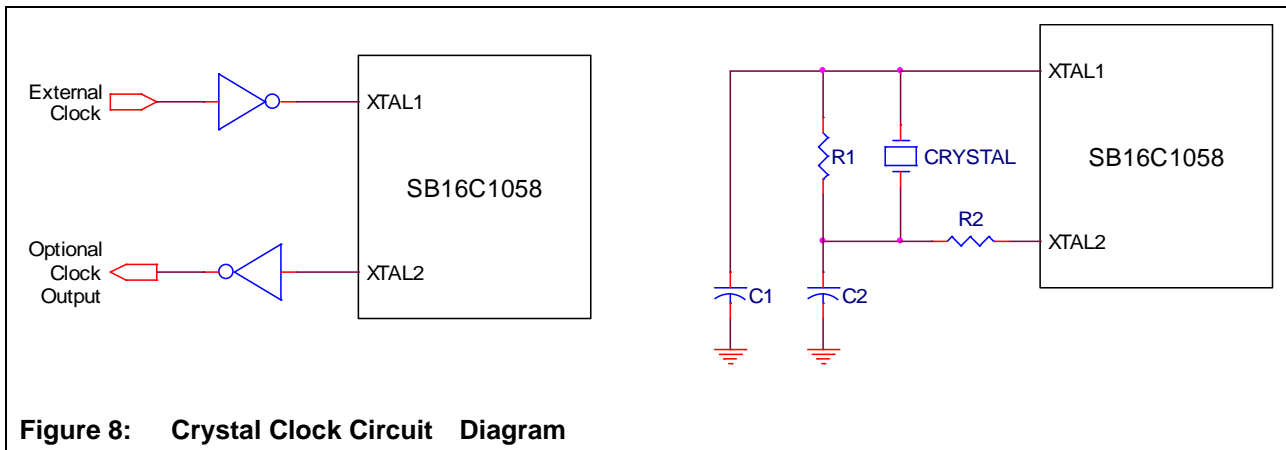 External
Clock
XTAL1
SB16C1058
Optional
Clock
Output
XTAL2
XTAL1
R1
CRYSTAL
SB16C1058
R2
XTAL2
C1
C2
Figure 8: Crystal Clock Circuit Diagram